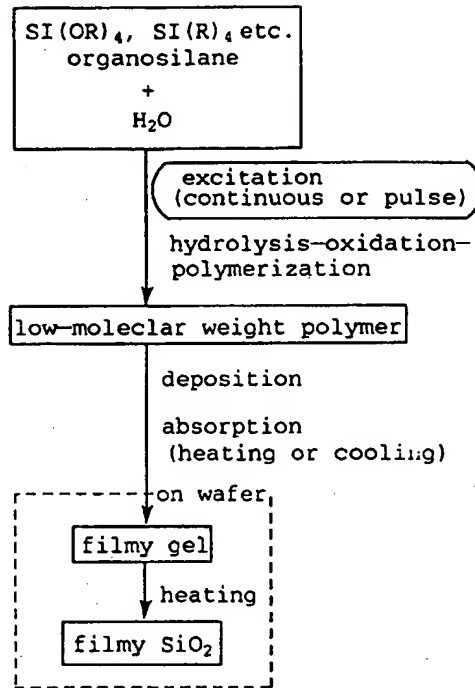 SI(OR)₄, SI(R)₄ etc.
organosilane
+
H₂O
excitation
(continuous or pulse)
hydrolysis—oxidation—
polymerization
low—moleclar weight polymer
deposition
absorption
(heating or cooling)
on wafer
filmy gel
heating
filmy SiO₂